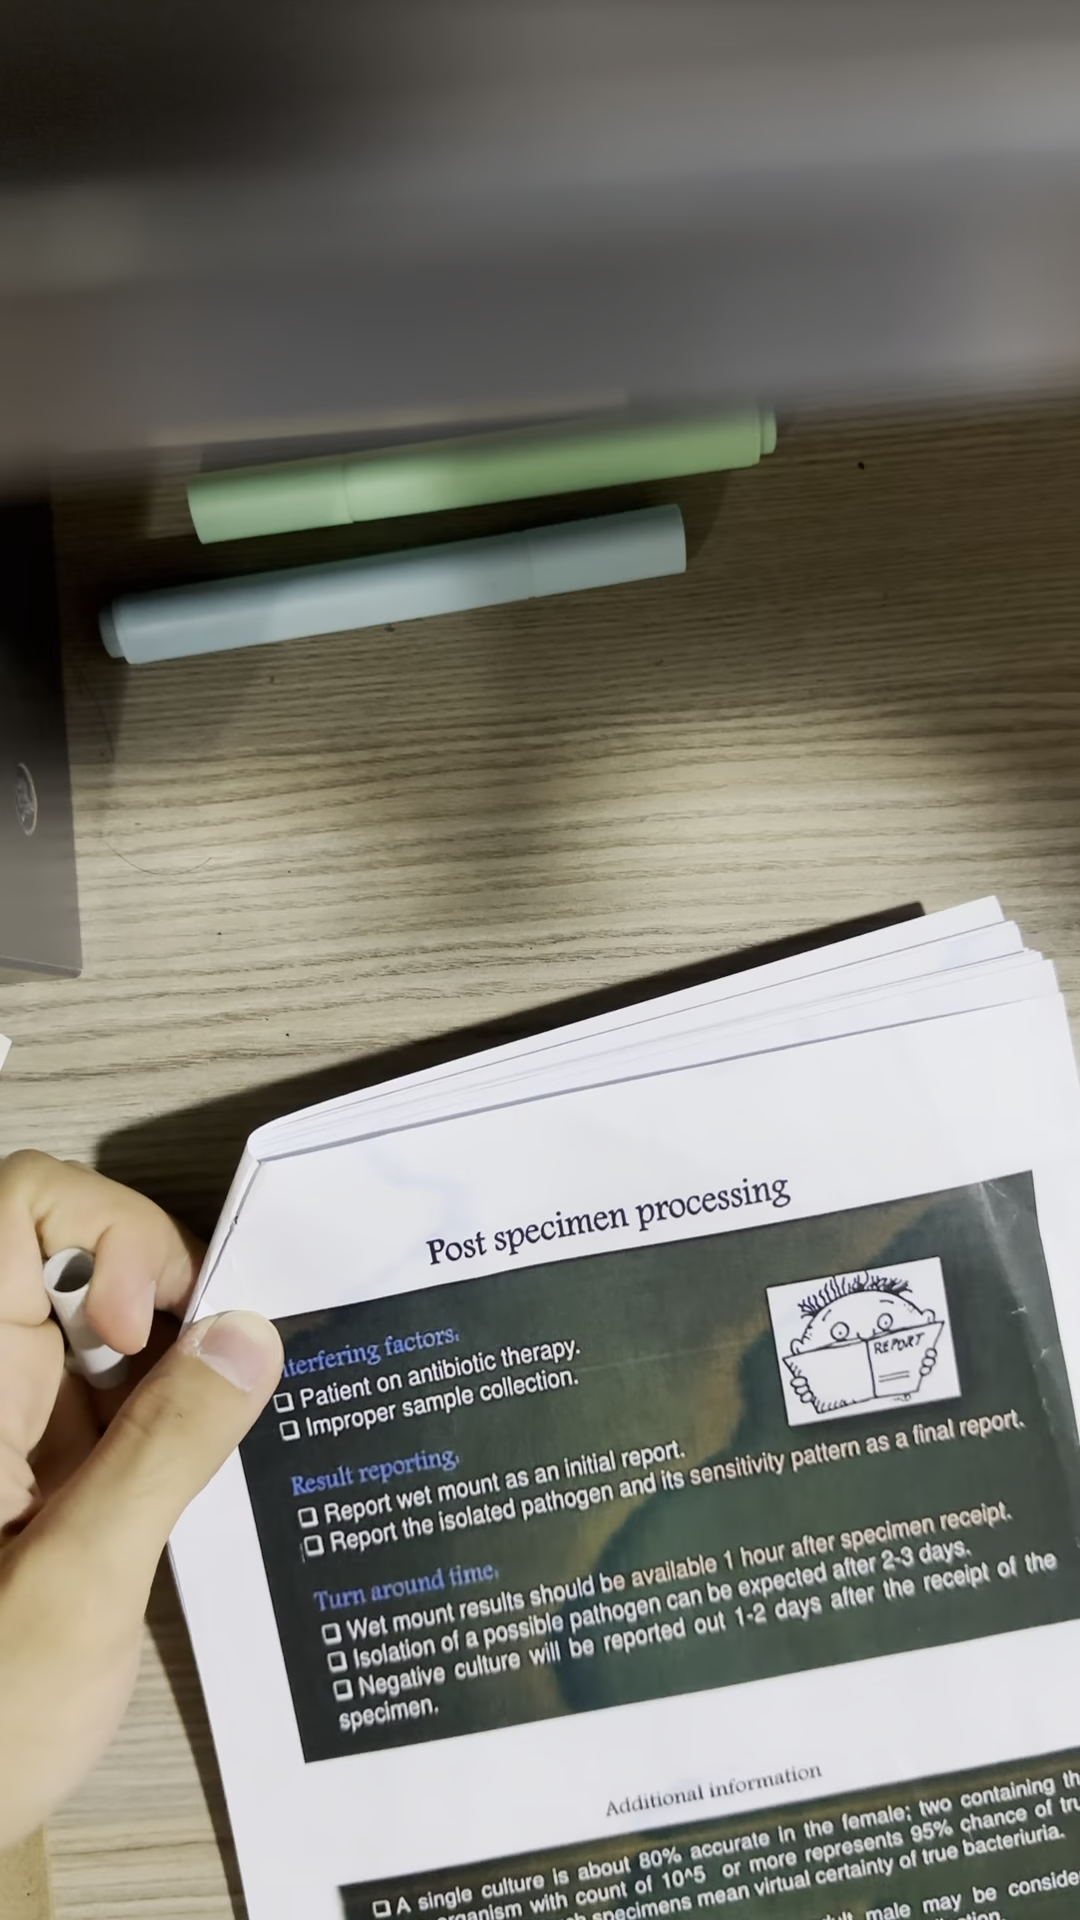 Post specimen processing
nterfering factors:
❑ Patient on antibiotic therapy.
❑ Improper sample collection.
REPORT
Result reporting:
❑ Report wet mount as an initial report.
❑ Report the isolated pathogen and its sensitivity pattern as a final report.
Turn around time:
❑ Wet mount results should be available 1 hour after specimen receipt.
❑ Isolation of a possible pathogen can be expected after 2-3 days.
❑ Negative culture will be reported out 1-2 days after the receipt of the
specimen.
Additional information
❑ A single culture is about 80% accurate in the female; two containing th
organism with count of 10^5 or more represents 95% chance of tru
specimens mean virtual certainty of true bacteriuria.
male may be conside